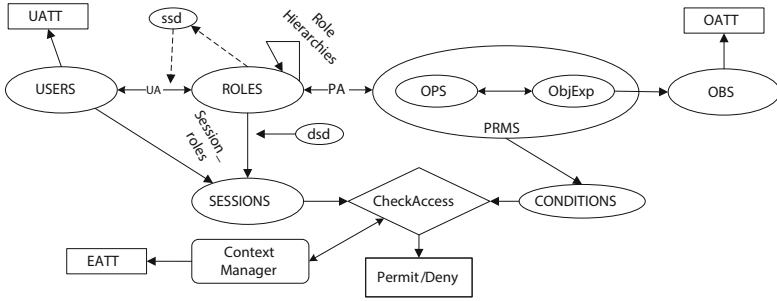 UATT
ssd
Role
Hierarchies
OATT
USERS
UA
ROLES
PA
OPS
ObjExp
OBS
PRMS
Session_
roles
dsd
SESSIONS
CheckAccess
CONDITIONS
EATT
Context
Manager
Permit/Deny